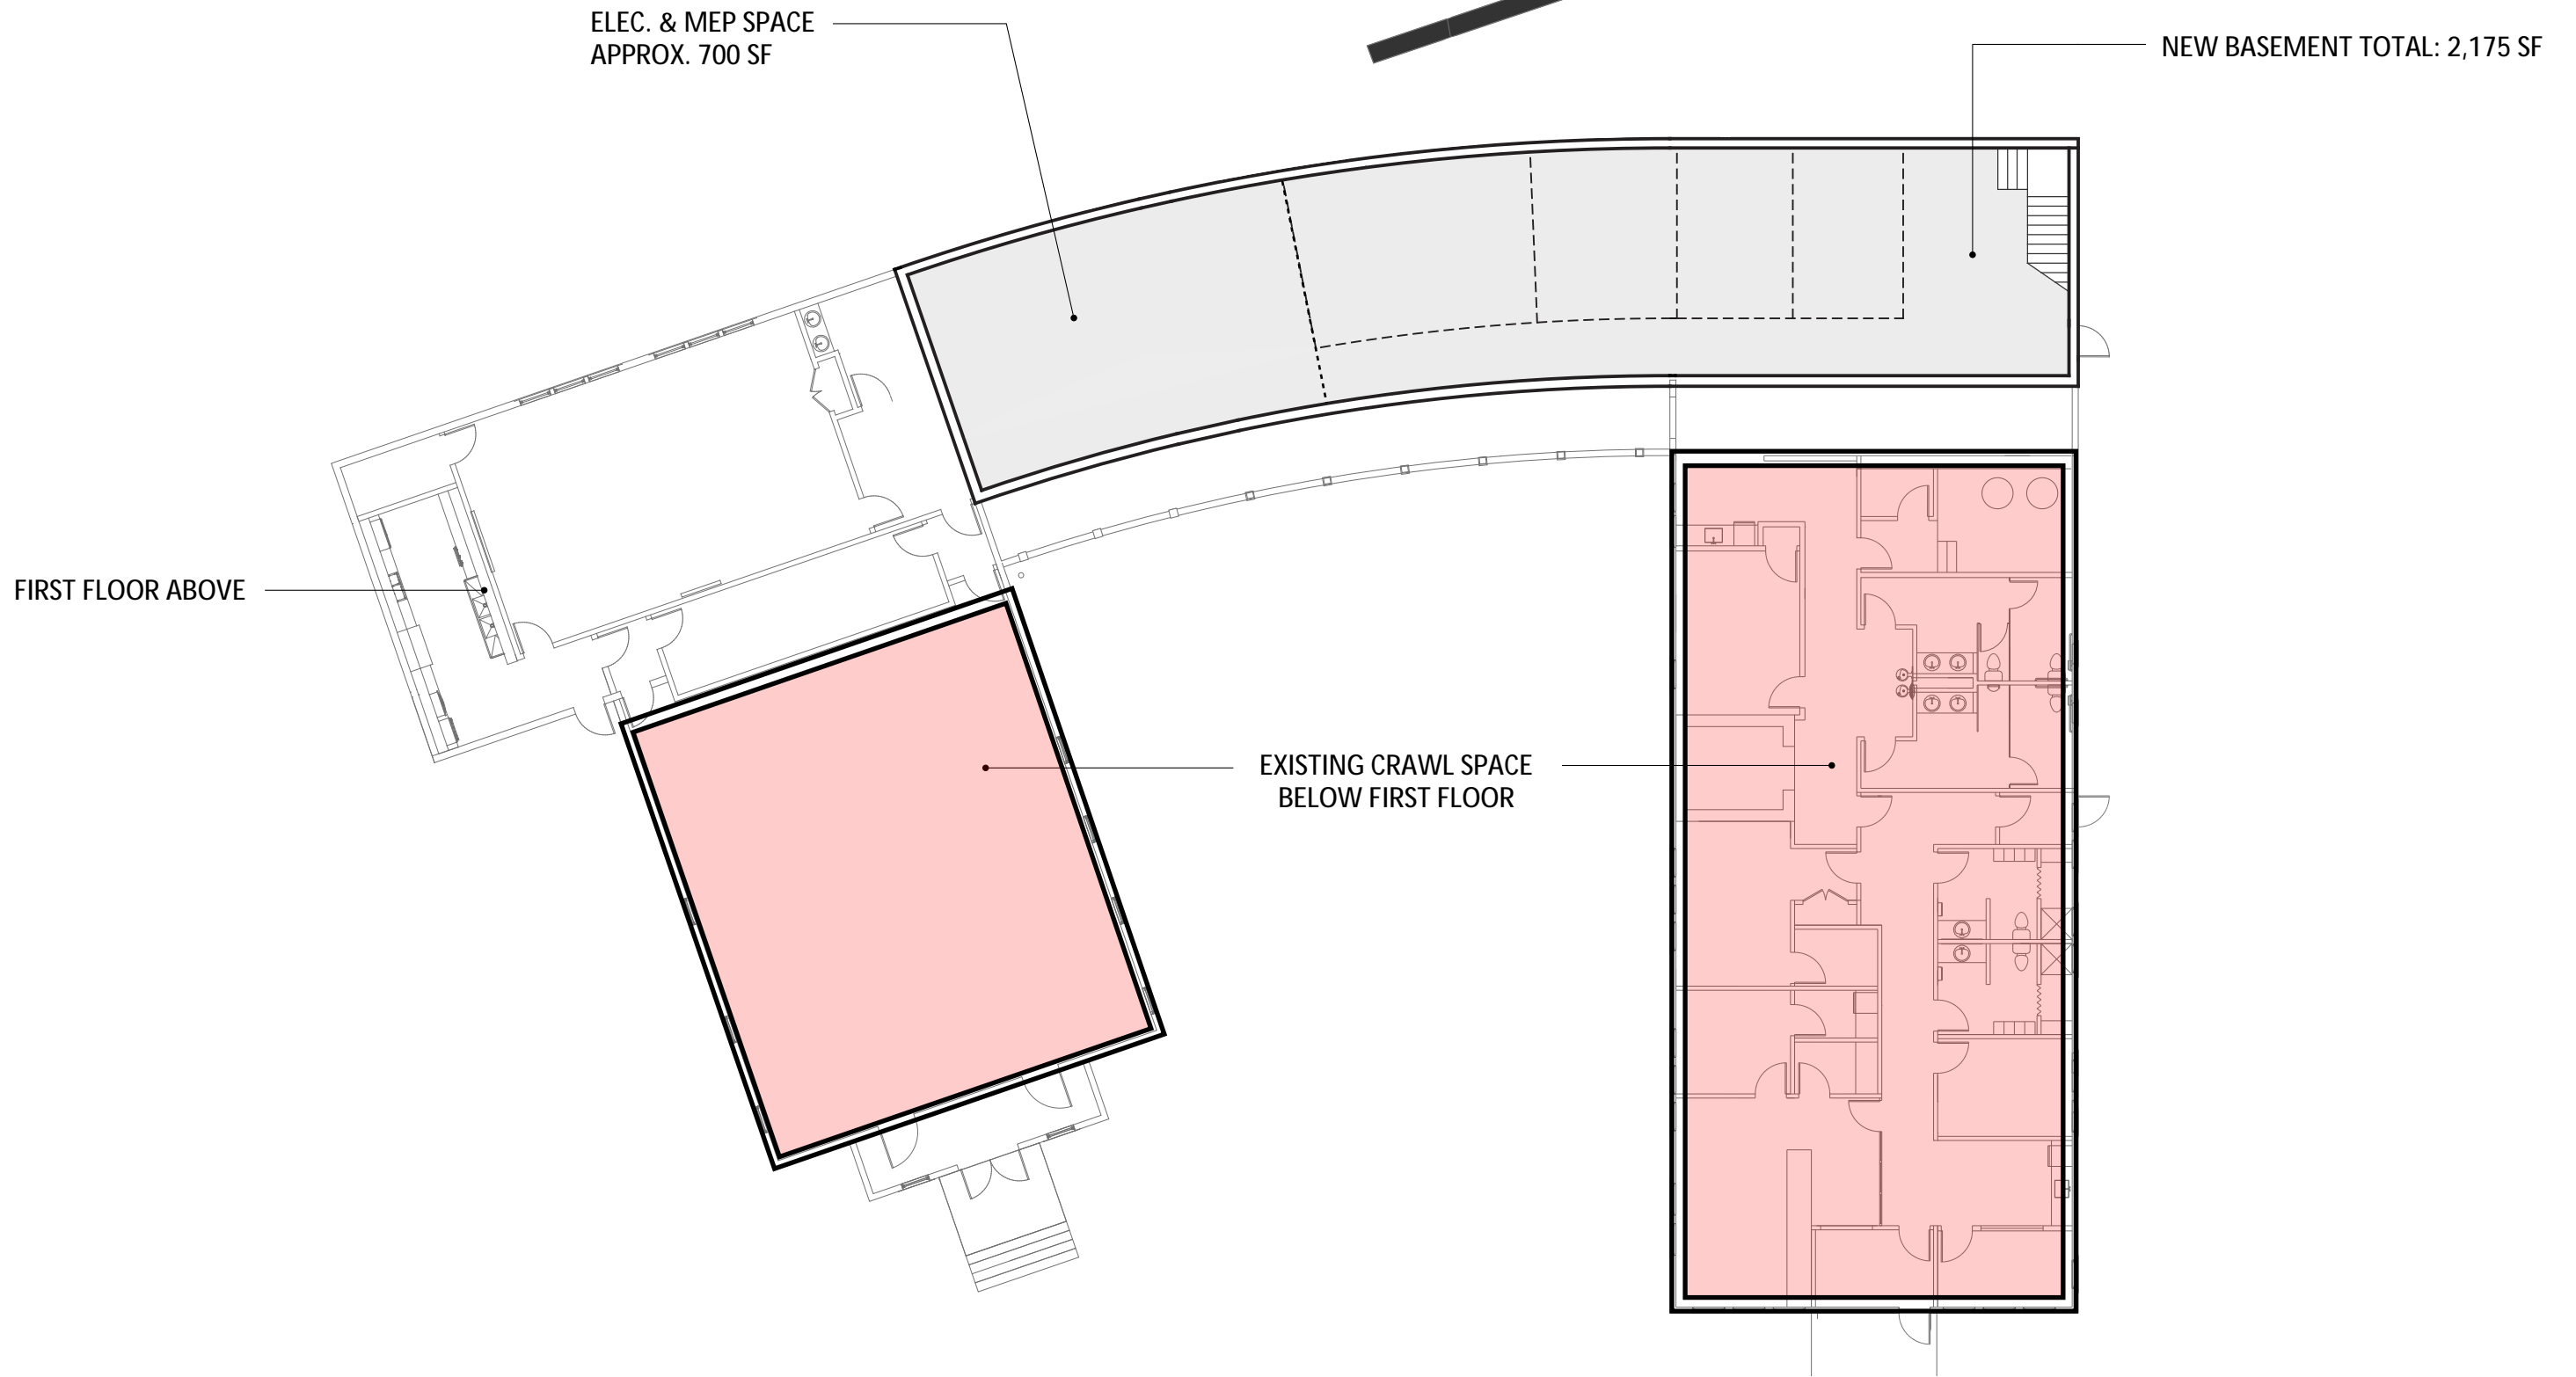 ELEC. & MEP SPACE
APPROX. 700 SF
NEW BASEMENT TOTAL: 2,175 SF
FIRST FLOOR ABOVE
EXISTING CRAWL SPACE
BELOW FIRST FLOOR